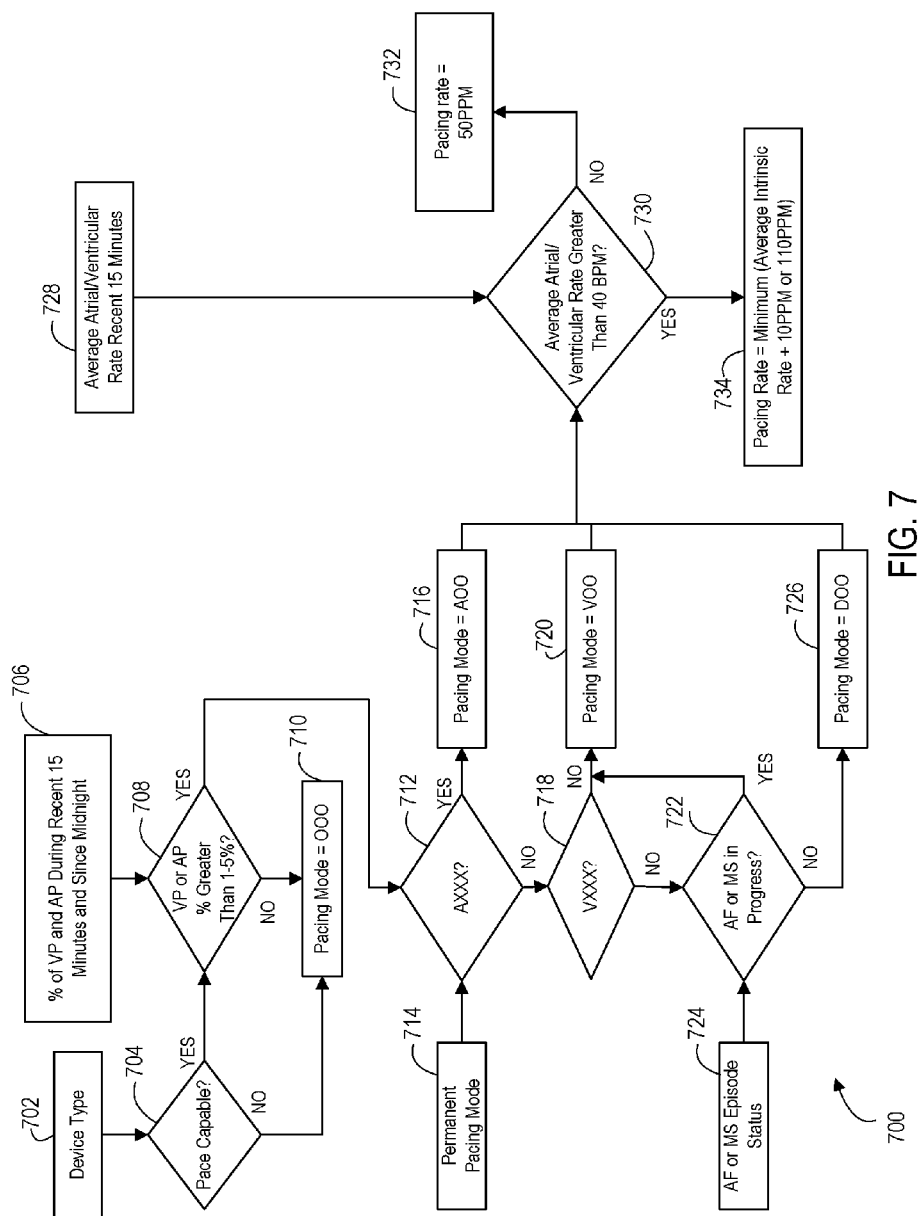 702
Device Type
704
Pace Capable?
YES
NO
706
% of VP and AP During Recent 15
Minutes and Since Midnight
708
VP or AP
% Greater
Than 1-5%?
YES
NO
710
Pacing Mode = OOO
714
Permanent
Pacing Mode
712
AXXX?
YES
NO
716
Pacing Mode = AOO
718
VXXX?
NO
NO
720
Pacing Mode = VOO
724
AF or MS Episode
Status
722
AF or MS in
Progress?
YES
NO
726
Pacing Mode = DOO
728
Average Atrial/Ventricular
Rate Recent 15 Minutes
730
Average Atrial/
Ventricular Rate Greater
Than 40 BPM?
NO
YES
732
Pacing rate =
50PPM
734
Pacing Rate = Minimum (Average Intrinsic
Rate + 10PPM or 110PPM)
700
FIG. 7